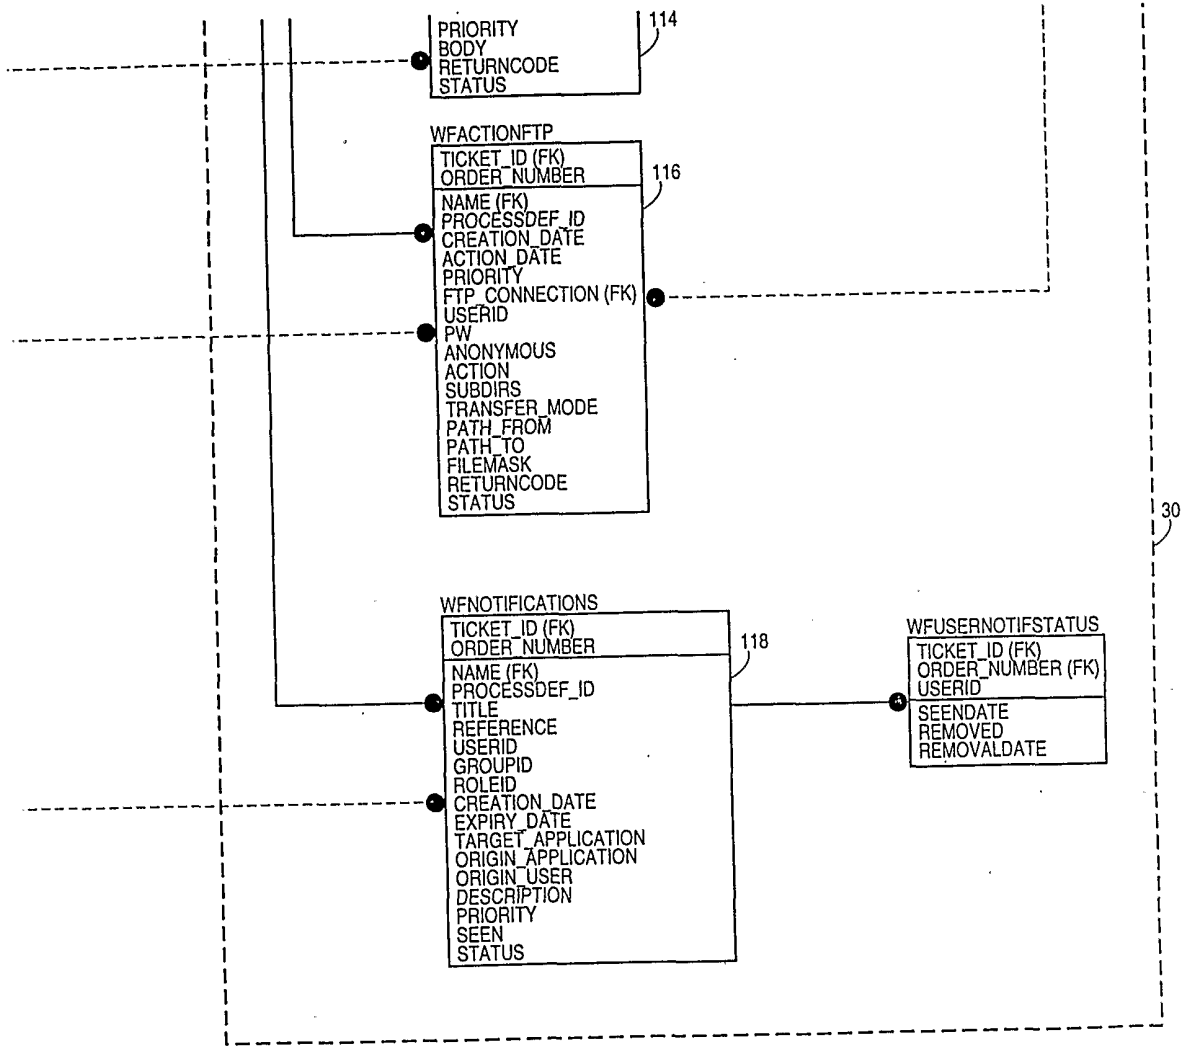 PRIORITY
BODY
RETURNCODE
STATUS
114
WFACTIONFTP
TICKET_ID (FK)
ORDER_NUMBER
NAME (FK)
PROCESSDEF_ID
CREATION_DATE
ACTION_DATE
PRIORITY
FTP_CONNECTION (FK)
USERID
PW
ANONYMOUS
ACTION
SUBDIRS
TRANSFER_MODE
PATH_FROM
PATH_TO
FILEMASK
RETURNCODE
STATUS
116
30
WFNOTIFICATIONS
TICKET_ID (FK)
ORDER_NUMBER
NAME (FK)
PROCESSDEF_ID
TITLE
REFERENCE
USERID
GROUPID
ROLEID
CREATION_DATE
EXPIRY_DATE
TARGET_APPLICATION
ORIGIN_APPLICATION
ORIGIN_USER
DESCRIPTION
PRIORITY
SEEN
STATUS
118
WFUSERNOTIFSTATUS
TICKET_ID (FK)
ORDER_NUMBER (FK)
USERID
SEENDATE
REMOVED
REMOVALDATE